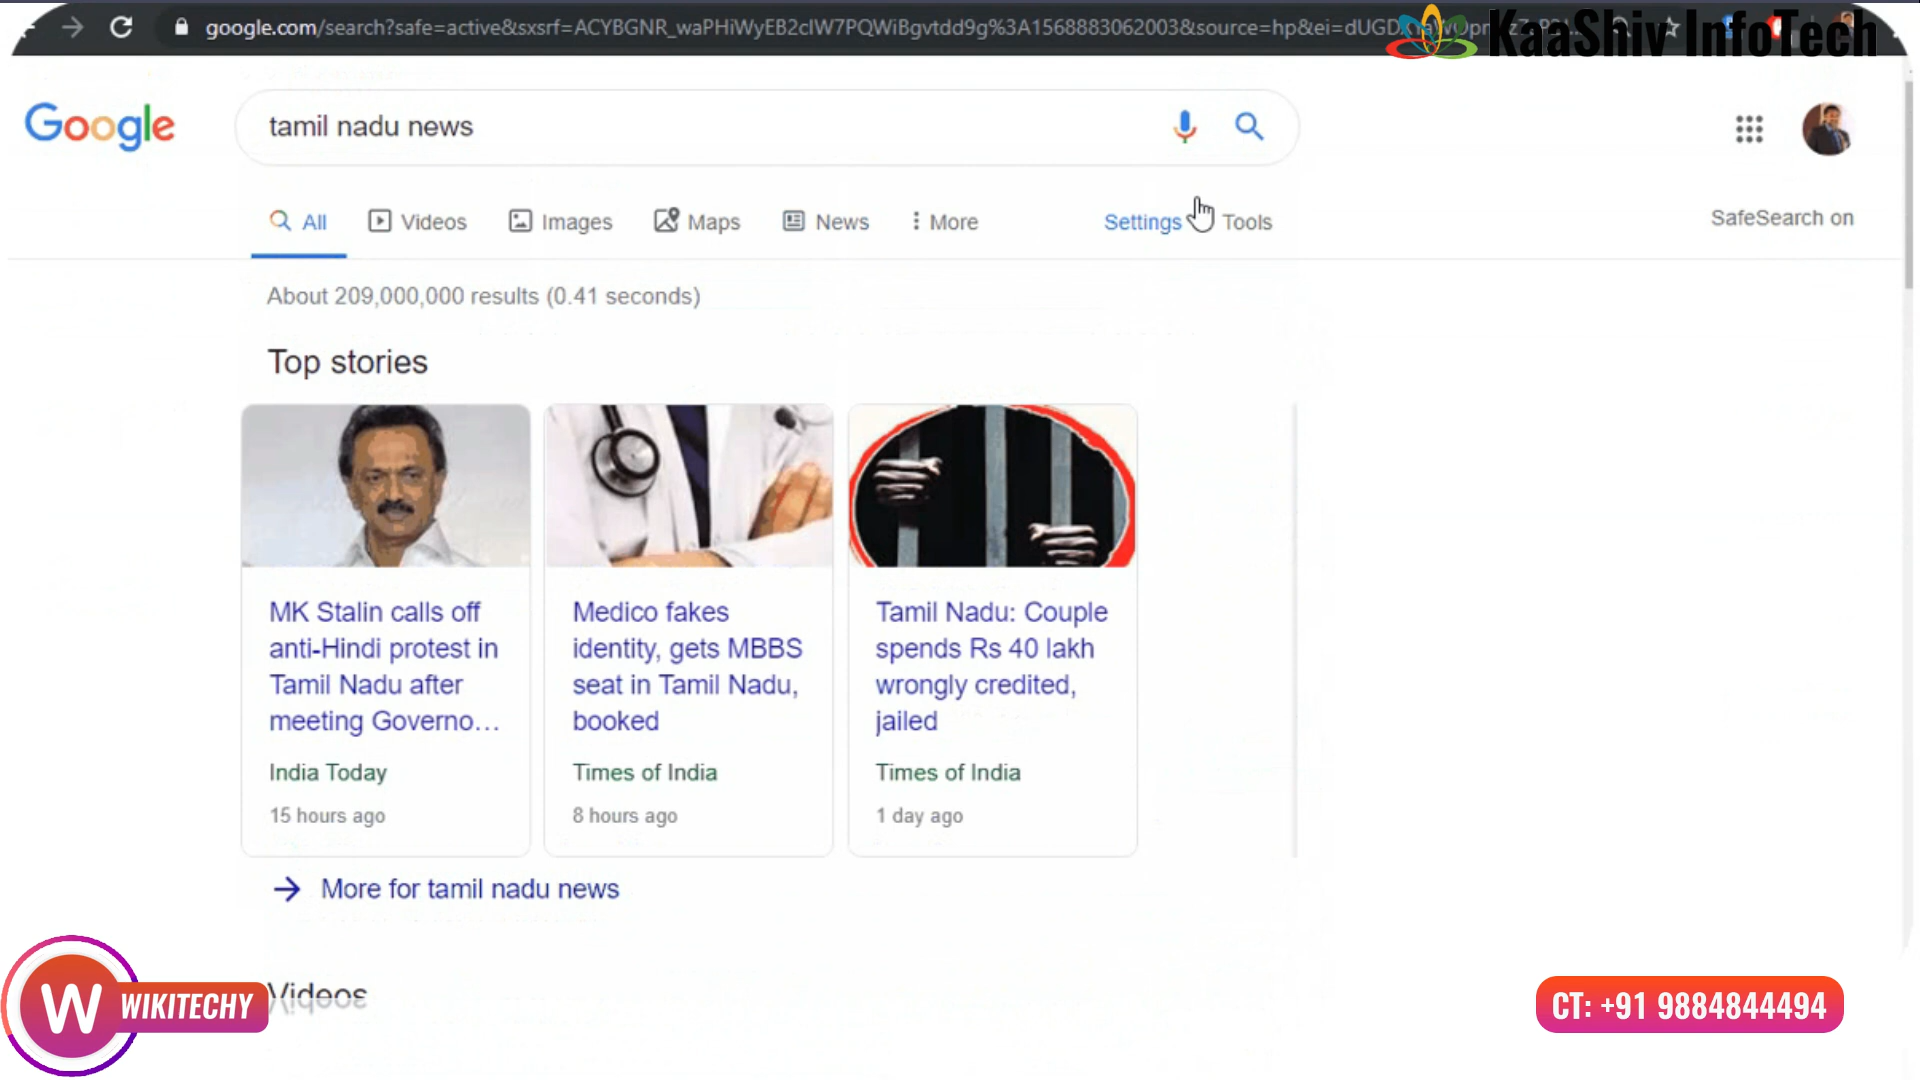 google.com/search?safe=active&sxsrf=ACYBGNR_waPHiWyEB2cIW7PQWiBgvtdd9g%3A1568883062003&source=hp&ei=dUGD
KaaShiv InfoTech
Google
tamil nadu news
All Videos Images Maps News More Settings Tools SafeSearch on
About 209,000,000 results (0.41 seconds)
Top stories
MK Stalin calls off
anti-Hindi protest in
Tamil Nadu after
meeting Governo...
India Today
15 hours ago
Medico fakes
identity, gets MBBS
seat in Tamil Nadu,
booked
Times of India
8 hours ago
Tamil Nadu: Couple
spends Rs 40 lakh
wrongly credited,
jailed
Times of India
1 day ago
More for tamil nadu news
Videos
W WIKITECHY
CT: +91 9884844494